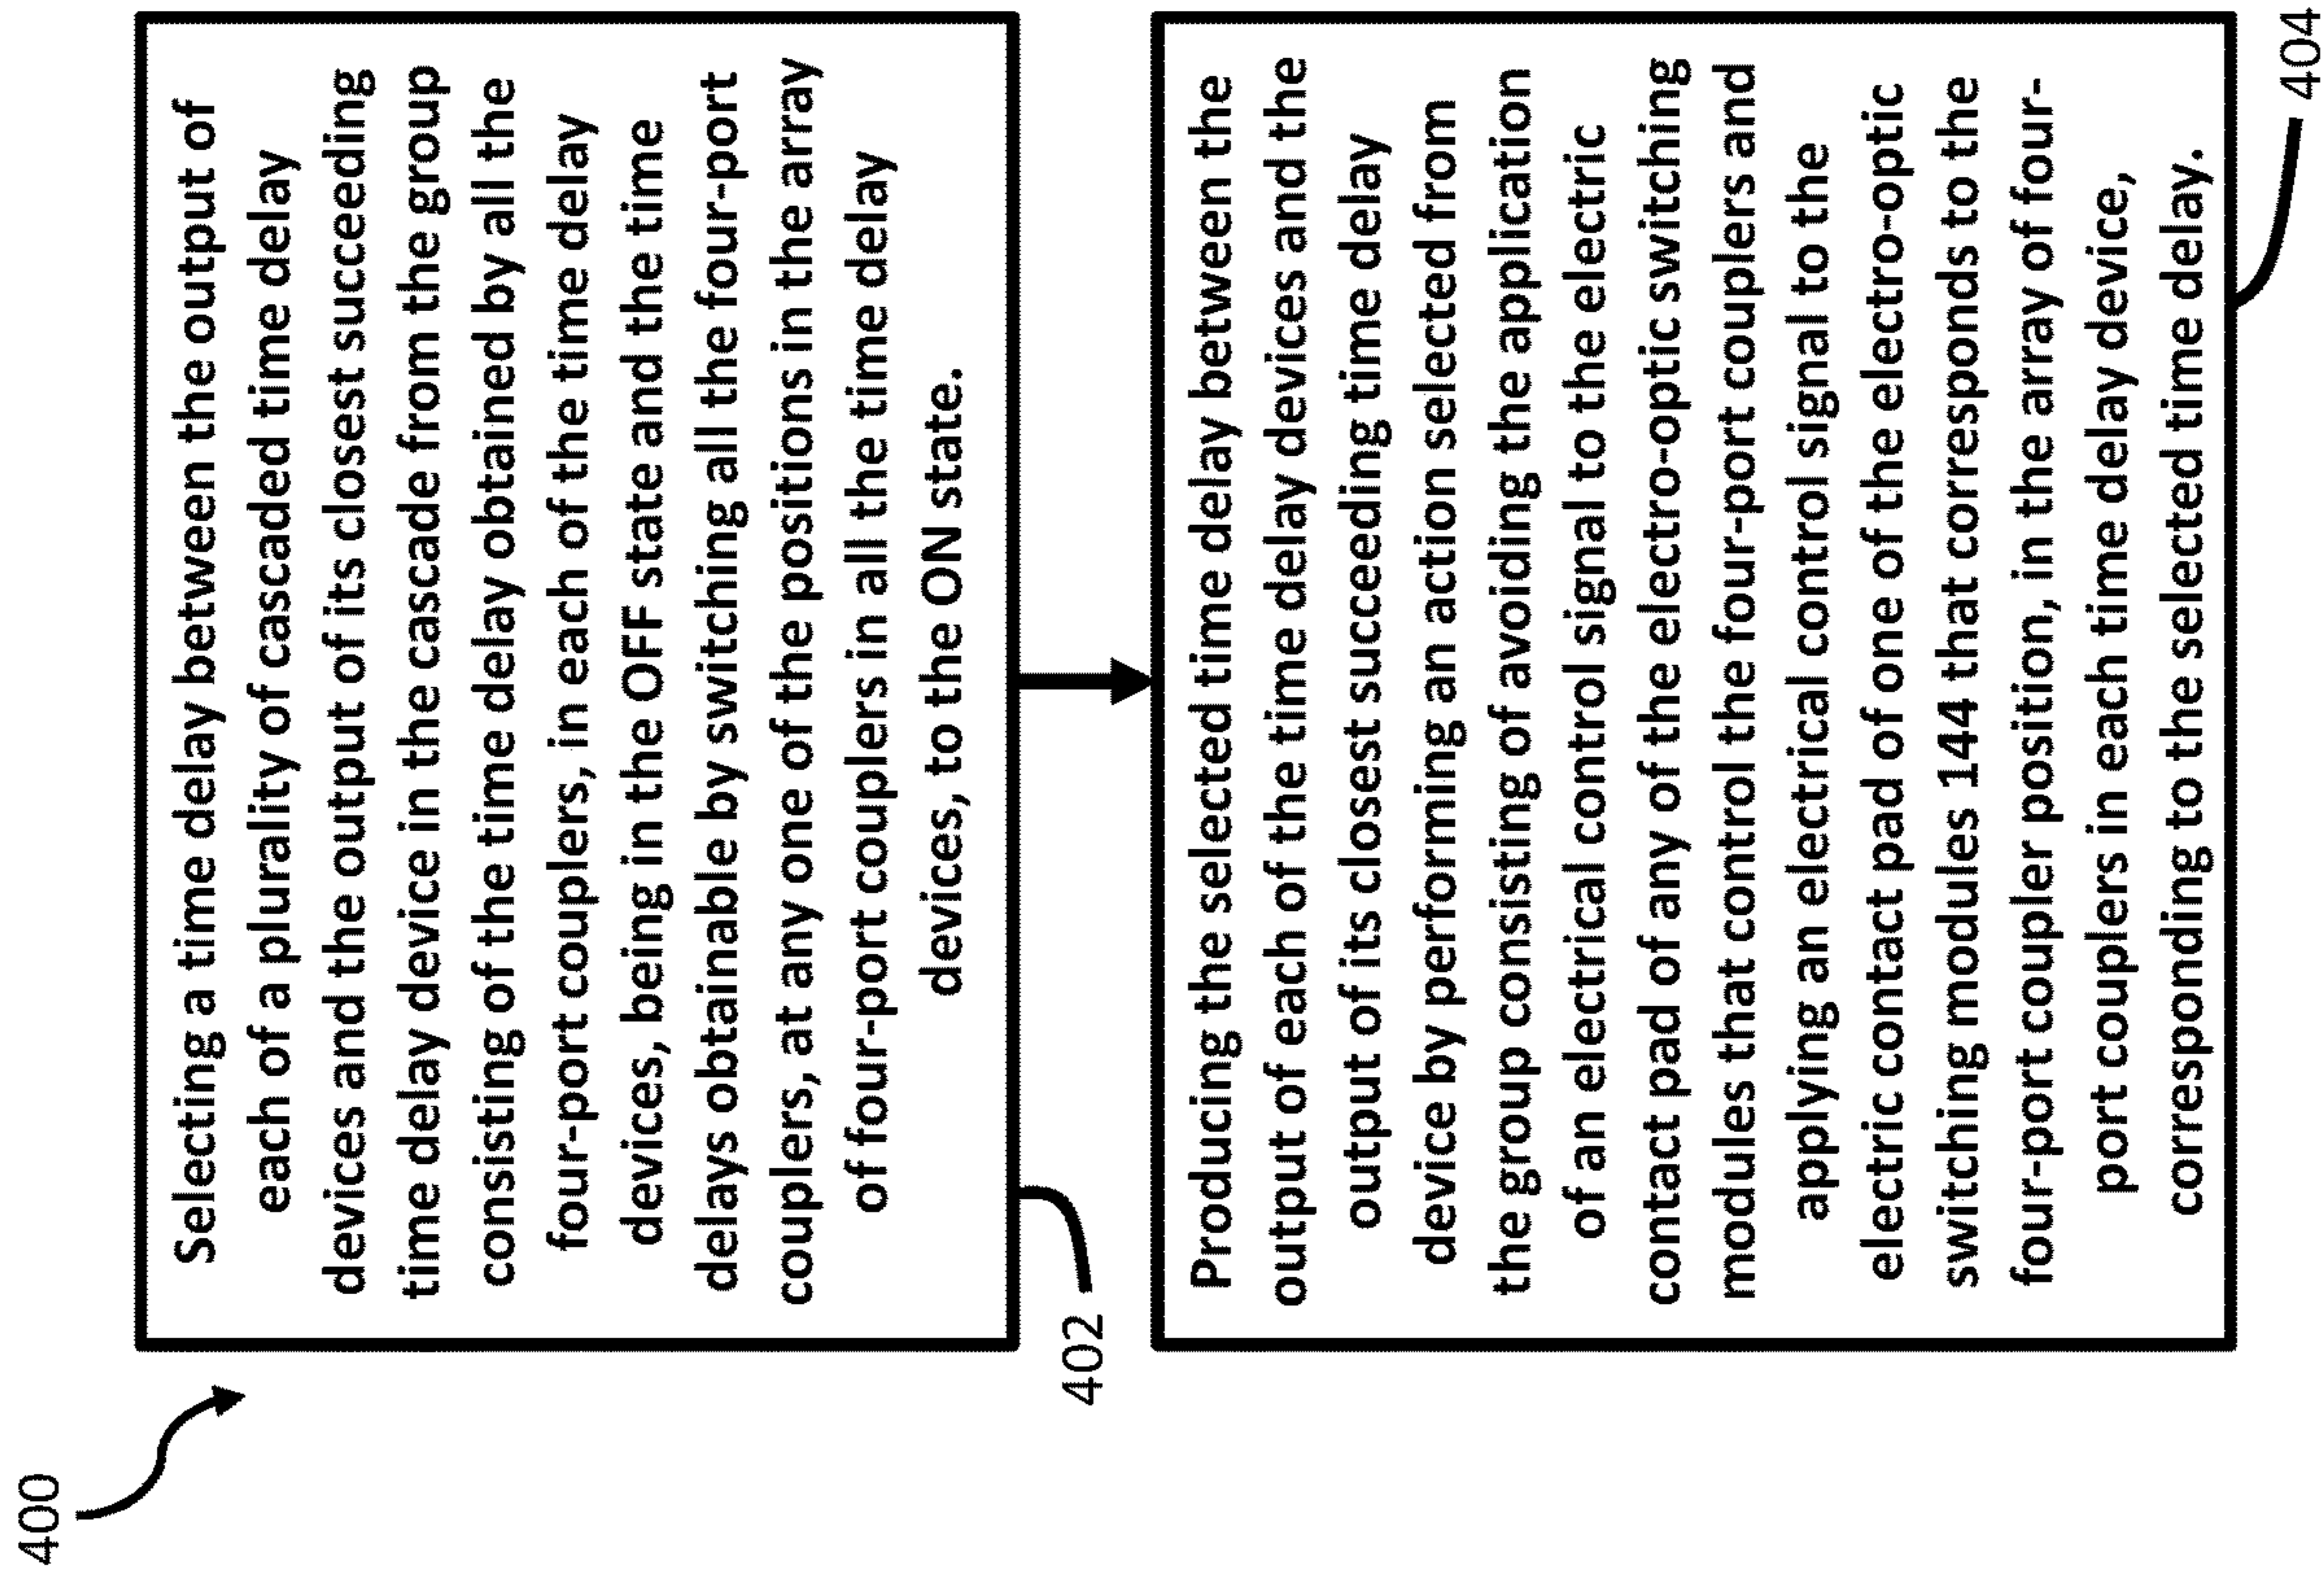 400
Selecting a time delay between the output of
each of a plurality of cascaded time delay
devices and the output of its closest succeeding
time delay device in the cascade from the group
consisting of the time delay obtained by all the
four-port couplers, in each of the time delay
devices, being in the OFF state and the time
delays obtainable by switching all the four-port
couplers, at any one of the positions in the array
of four-port couplers in all the time delay
devices, to the ON state.
402
Producing the selected time delay between the
output of each of the time delay devices and the
output of its closest succeeding time delay
device by performing an action selected from
the group consisting of avoiding the application
of an electrical control signal to the electric
contact pad of any of the electro-optic switching
modules that control the four-port couplers and
applying an electrical control signal to the
electric contact pad of one of the electro-optic
switching modules 144 that corresponds to the
four-port coupler position, in the array of four-
port couplers in each time delay device,
corresponding to the selected time delay.
404